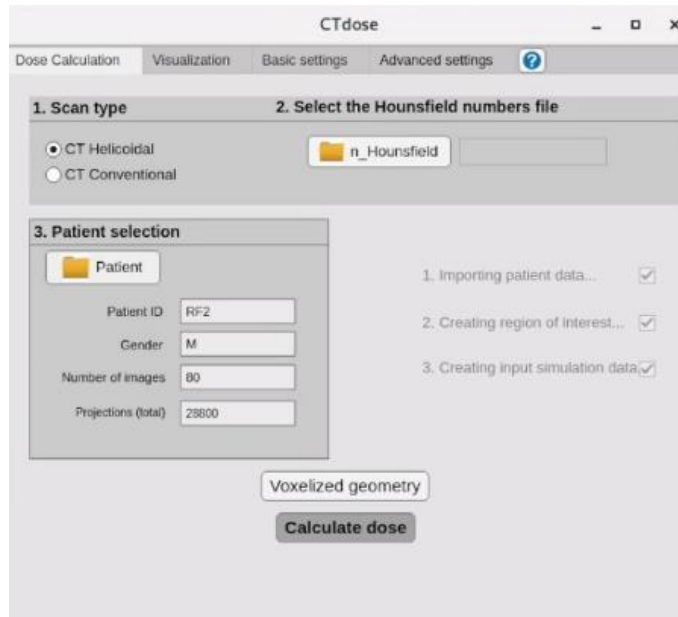 CTdose
Dose Calculation Visualization Basic settings Advanced settings ?
1. Scan type 2. Select the Hounsfield numbers file
CT Helicoidal
n_Hounsfield
CT Conventional
3. Patient selection
Patient
1. Importing patient data...
Patient ID RF2
2. Creating region of interest...
Gender M
3. Creating input simulation data
Number of images 80
Projections (total) 28800
Voxelized geometry
Calculate dose